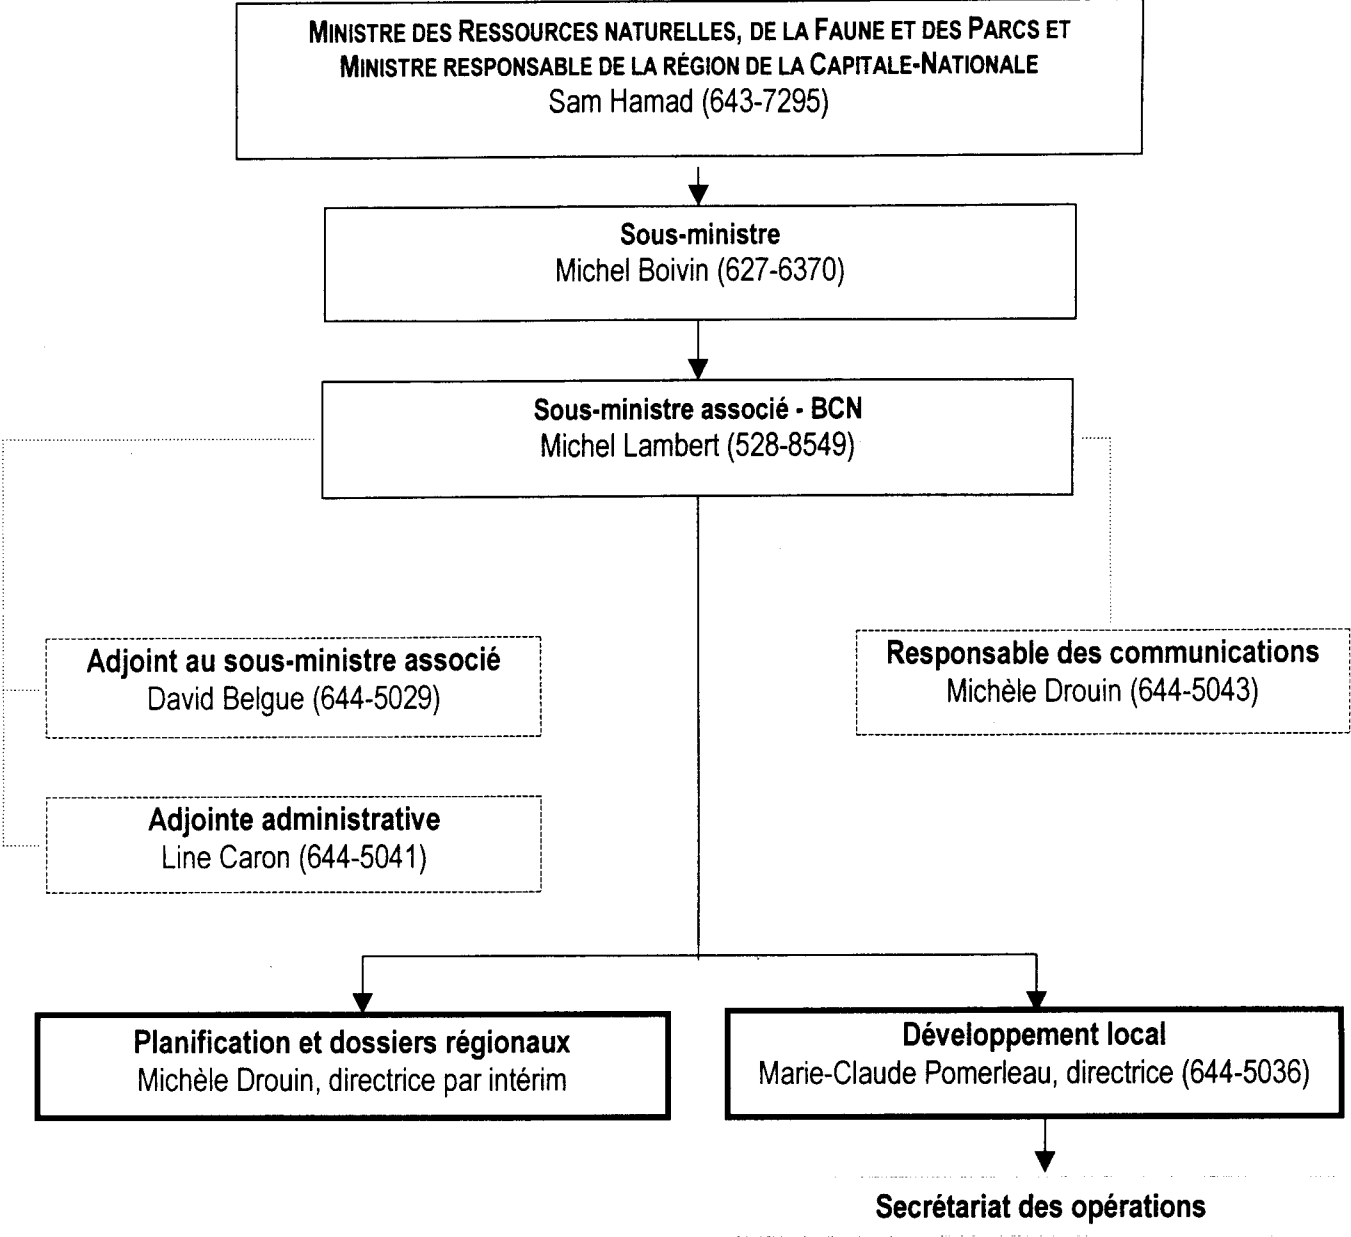 MINISTRE DES RESSOURCES NATURELLES, DE LA FAUNE ET DES PARCS ET
MINISTRE RESPONSABLE DE LA RÉGION DE LA CAPITALE-NATIONALE
Sam Hamad (643-7295)
Sous-ministre
Michel Boivin (627-6370)
Sous-ministre associé - BCN
Michel Lambert (528-8549)
Adjoint au sous-ministre associé
David Belgue (644-5029)
Responsable des communications
Michèle Drouin (644-5043)
Adjointe administrative
Line Caron (644-5041)
Planification et dossiers régionaux
Michèle Drouin, directrice par intérim
Développement local
Marie-Claude Pomerleau, directrice (644-5036)
Secrétariat des opérations